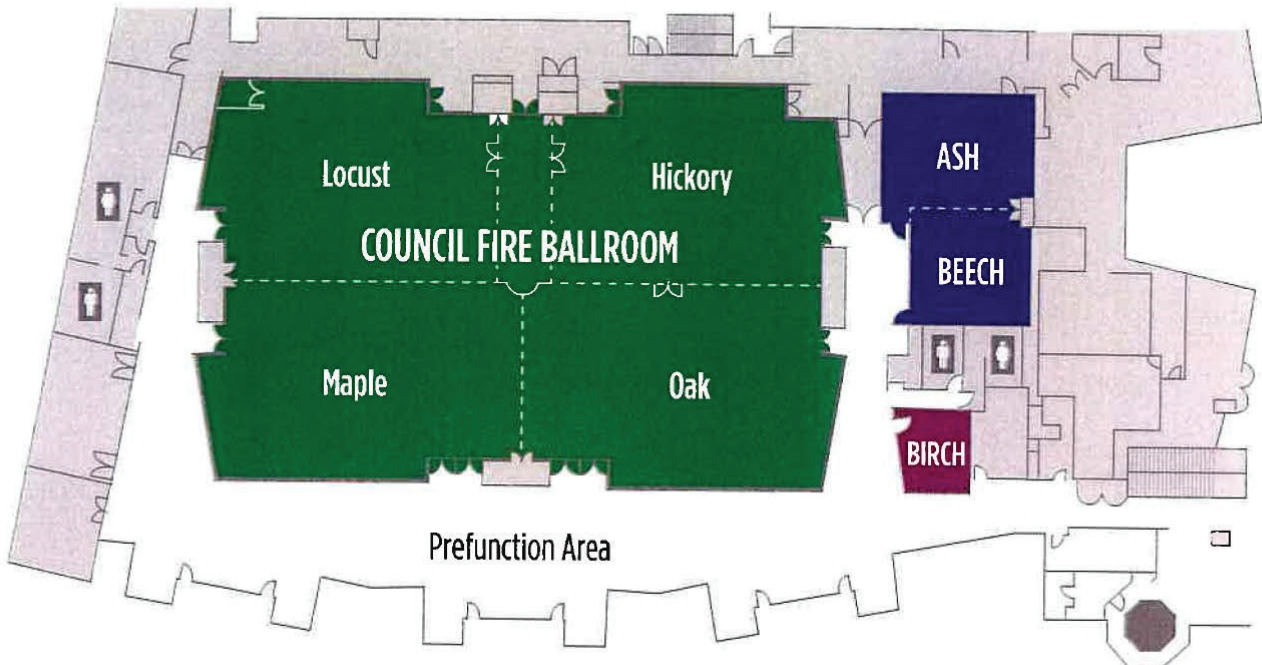 Locust
Hickory
ASH
COUNCIL FIRE BALLROOM
BEECH
Maple
Oak
BIRCH
Prefunction Area